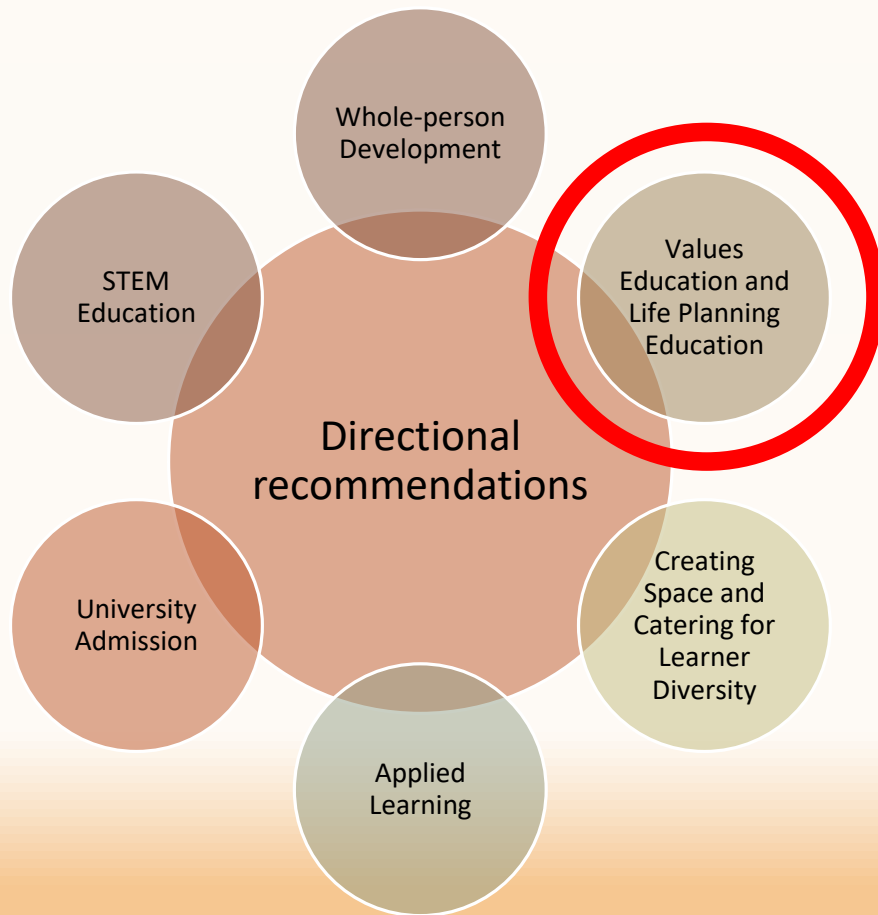 Whole-person
Development
Values
Education and
Life Planning
Education
STEM
Education
Directional
recommendations
Creating
Space and
Catering for
Learner
Diversity
University
Admission
Applied
Learning